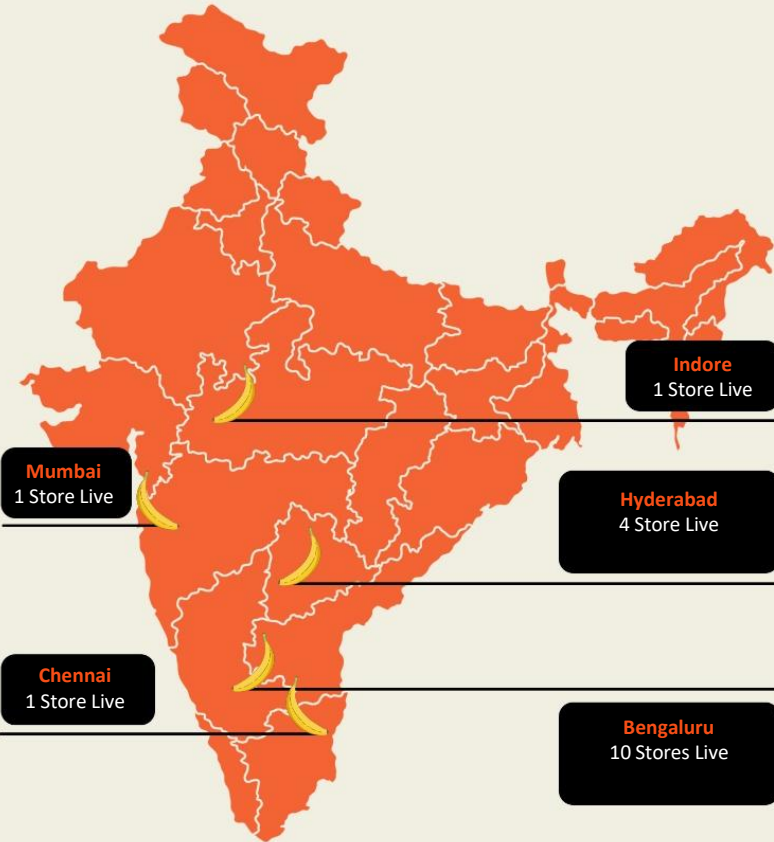 Indore
1 Store Live
Mumbai
1 Store Live
Hyderabad
4 Store Live
Chennai
1 Store Live
Bengaluru
10 Stores Live